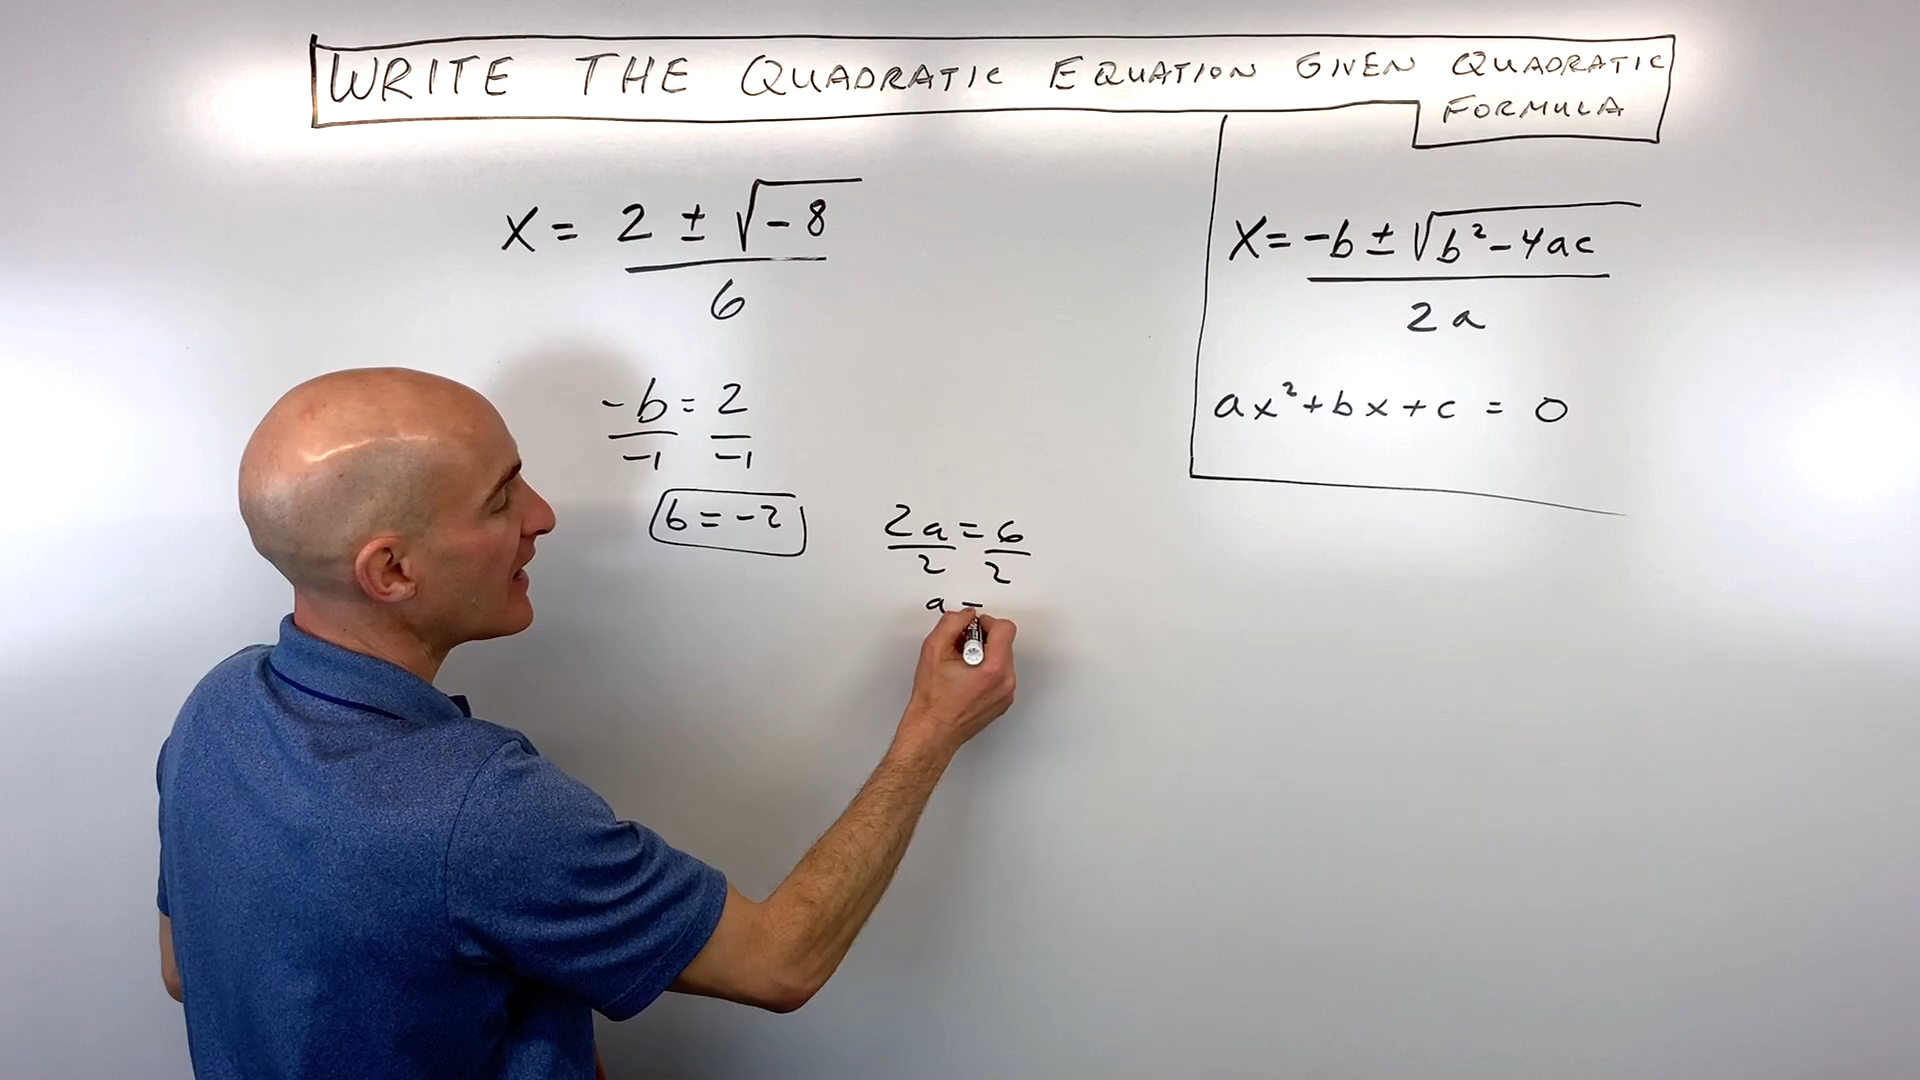 WRITE THE QUADRATIC EQUATION GIVEN QUADRATIC
FORMULA
x = 2 ± √-8
6
-b = 2
-1 -1
b = -2
2a = 6
2 2
a =
x = -b ± √b²-4ac
2a
ax²+bx+c = 0